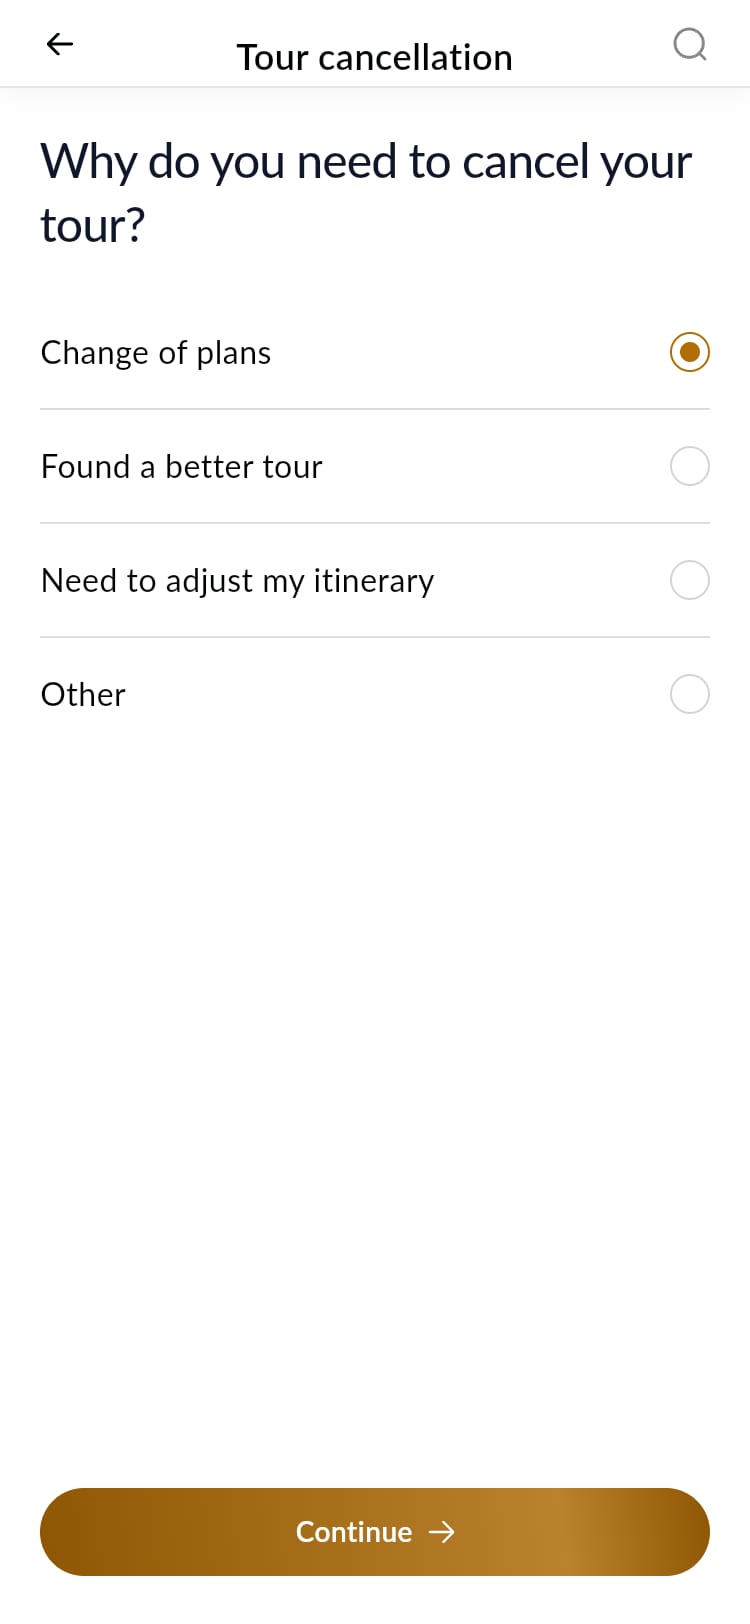 Tour cancellation
Why do you need to cancel your
tour?
Change of plans
Found a better tour
Need to adjust my itinerary
Other
Continue